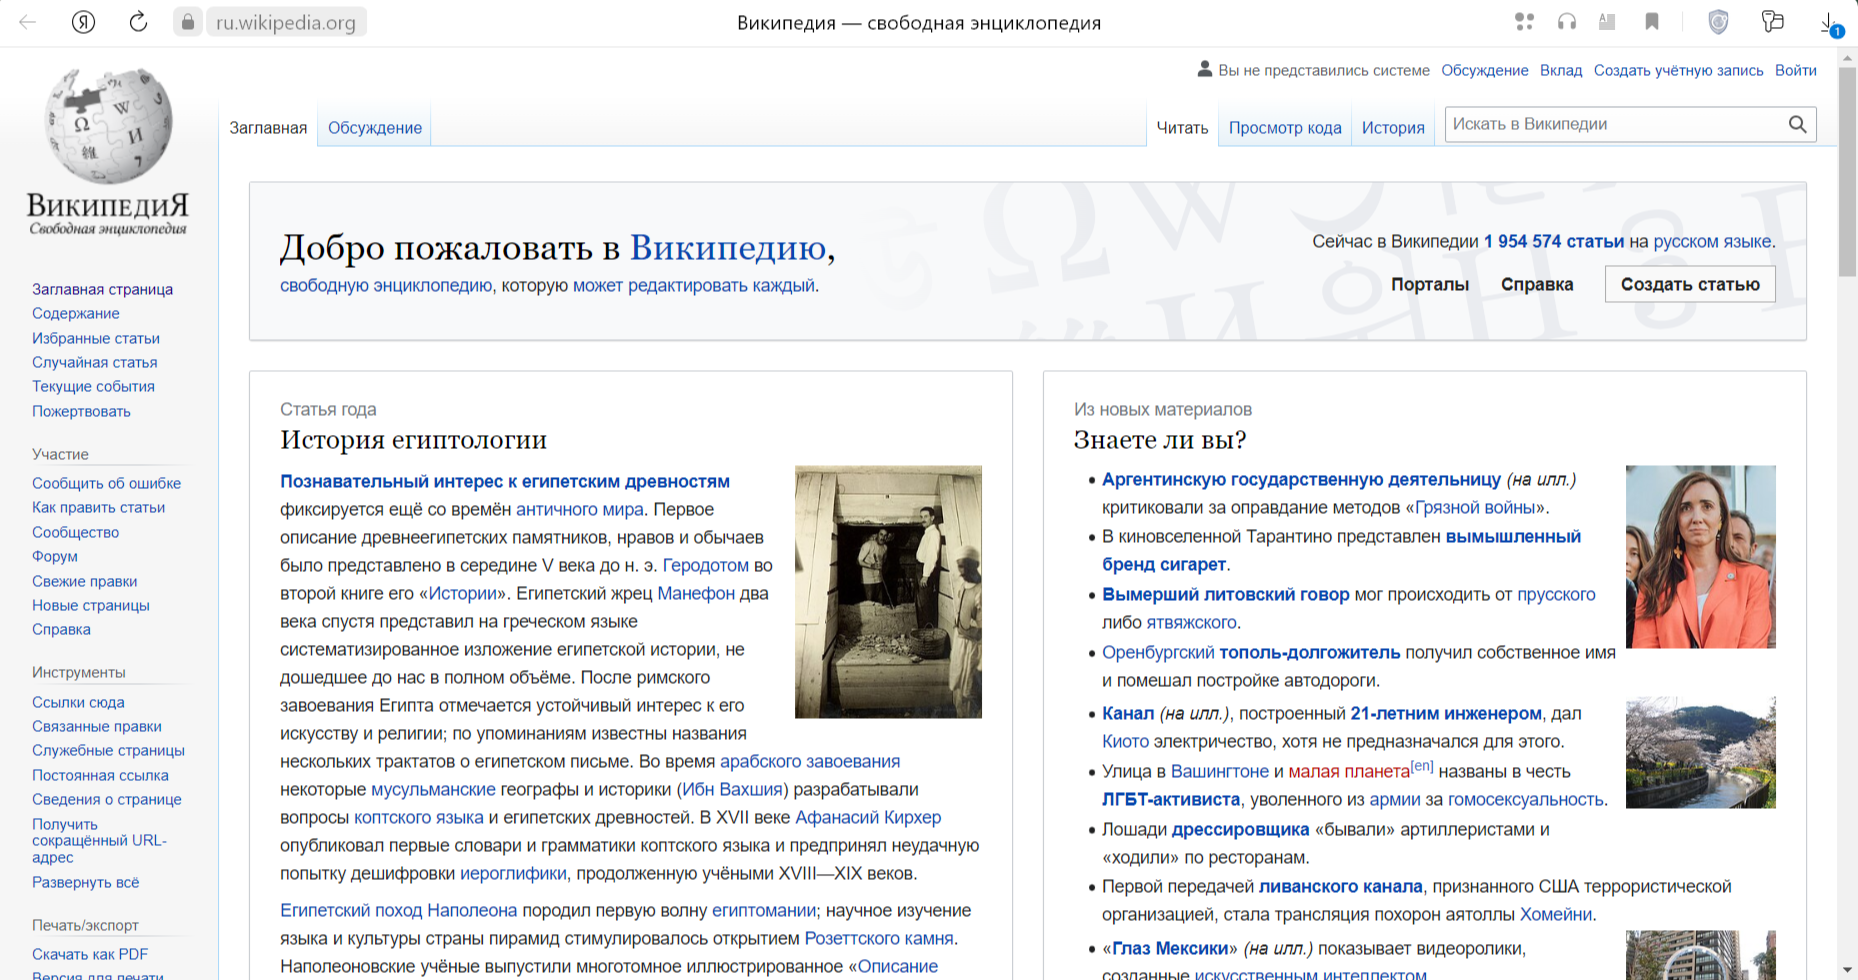 ru.wikipedia.org
Википедия — свободная энциклопедия
1
Вы не представились системе Обсуждение Вклад Создать учётную запись Войти
ВикипедиЯ
Свободная энциклопедия
Заглавная Обсуждение
Читать Просмотр кода История Искать в Википедии
Добро пожаловать в Википедию,
свободную энциклопедию, которую может редактировать каждый.
Сейчас в Википедии 1 954 574 статьи на русском языке.
Порталы Справка Создать статью
Заглавная страница
Содержание
Избранные статьи
Случайная статья
Текущие события
Пожертвовать
Участие
Сообщить об ошибке
Как править статьи
Сообщество
Форум
Свежие правки
Новые страницы
Справка
Инструменты
Ссылки сюда
Связанные правки
Служебные страницы
Постоянная ссылка
Сведения о странице
Получить
сокращённый URL-
адрес
Развернуть всё
Печать/экспорт
Скачать как PDF
Версия для печати
Статья года
История египтологии
Познавательный интерес к египетским древностям
фиксируется ещё со времён античного мира. Первое
описание древнеегипетских памятников, нравов и обычаев
было представлено в середине V века до н. э. Геродотом во
второй книге его «Истории». Египетский жрец Манефон два
века спустя представил на греческом языке
систематизированное изложение египетской истории, не
дошедшее до нас в полном объёме. После римского
завоевания Египта отмечается устойчивый интерес к его
искусству и религии; по упоминаниям известны названия
нескольких трактатов о египетском письме. Во время арабского завоевания
некоторые мусульманские географы и историки (Ибн Вахшия) разрабатывали
вопросы коптского языка и египетских древностей. В XVII веке Афанасий Кирхер
опубликовал первые словари и грамматики коптского языка и предпринял неудачную
попытку дешифровки иероглифики, продолженную учёными XVIII—XIX веков.
Египетский поход Наполеона породил первую волну египтомании; научное изучение
языка и культуры страны пирамид стимулировалось открытием Розеттского камня.
Наполеоновские учёные выпустили многотомное иллюстрированное «Описание
Из новых материалов
Знаете ли вы?
• Аргентинскую государственную деятельницу (на илл.)
критиковали за оправдание методов «Грязной войны».
• В киновселенной Тарантино представлен вымышленный
бренд сигарет.
• Вымерший литовский говор мог происходить от прусского
либо ятвяжского.
• Оренбургский тополь-долгожитель получил собственное имя
и помешал постройке автодороги.
• Канал (на илл.), построенный 21-летним инженером, дал
Киото электричество, хотя не предназначался для этого.
• Улица в Вашингтоне и малая планета[en] названы в честь
ЛГБТ-активиста, уволенного из армии за гомосексуальность.
• Лошади дрессировщика «бывали» артиллеристами и
«ходили» по ресторанам.
• Первой передачей ливанского канала, признанного США террористической
организацией, стала трансляция похорон аятоллы Хомейни.
• «Глаз Мексики» (на илл.) показывает видеоролики,
созданные искусственным интеллектом.